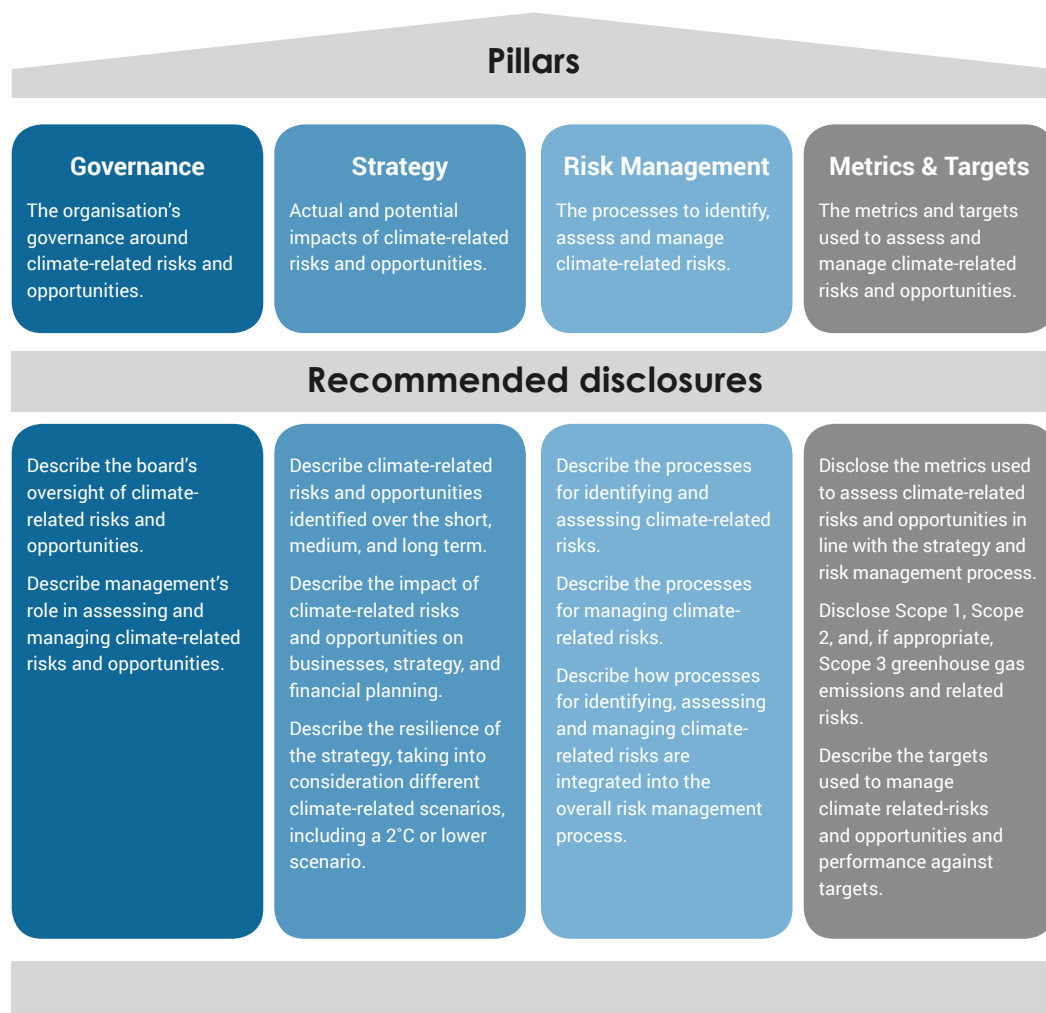 Pillars
Governance
The organisation's
governance around
climate-related risks and
opportunities.
Strategy
Actual and potential
impacts of climate-related
risks and opportunities.
Risk Management
The processes to identify,
assess and manage
climate-related risks.
Metrics & Targets
The metrics and targets
used to assess and
manage climate-related
risks and opportunities.
Recommended disclosures
Describe the board's
oversight of climate-
related risks and
opportunities.
Describe management's
role in assessing and
managing climate-related
risks and opportunities.
Describe climate-related
risks and opportunities
identified over the short,
medium, and long term.
Describe the impact of
climate-related risks
and opportunities on
businesses, strategy, and
financial planning.
Describe the resilience of
the strategy, taking into
consideration different
climate-related scenarios,
including a 2˚C or lower
scenario.
Describe the processes
for identifying and
assessing climate-related
risks.
Describe the processes
for managing climate-
related risks.
Describe how processes
for identifying, assessing
and managing climate-
related risks are
integrated into the
overall risk management
process.
Disclose the metrics used
to assess climate-related
risks and opportunities in
line with the strategy and
risk management process.
Disclose Scope 1, Scope
2, and, if appropriate,
Scope 3 greenhouse gas
emissions and related
risks.
Describe the targets
used to manage
climate related-risks
and opportunities and
performance against
targets.